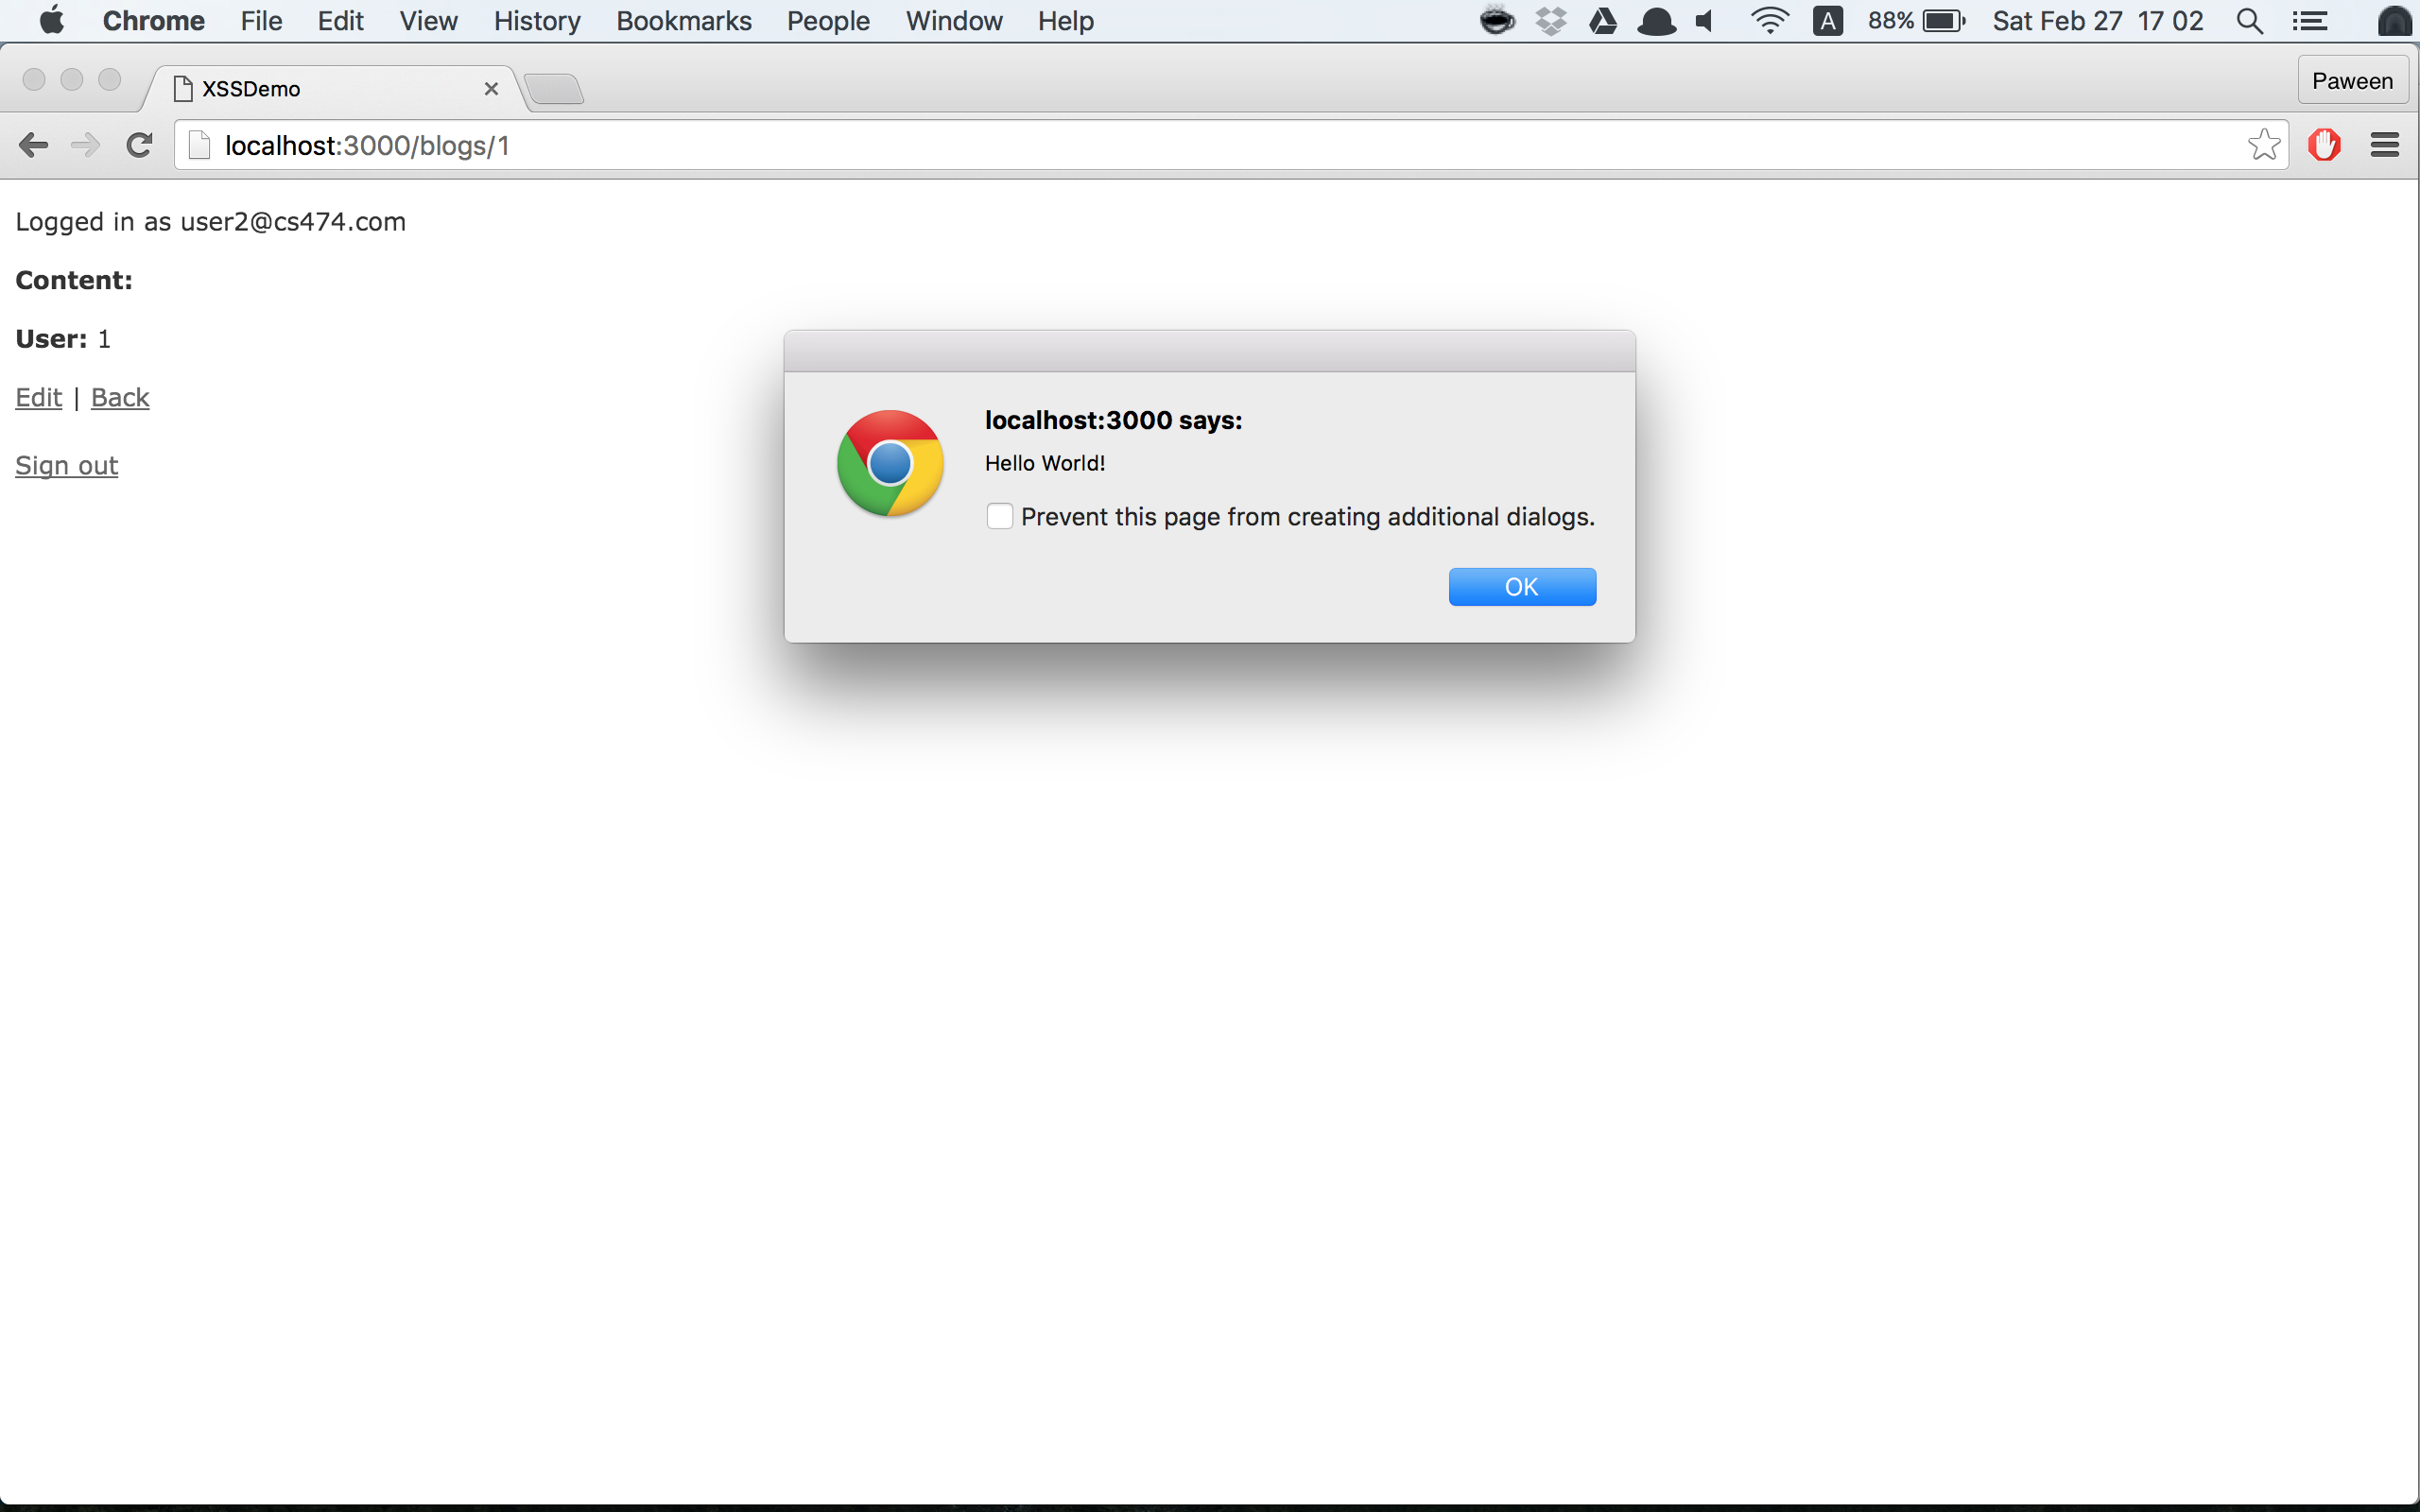 Chrome File Edit View History Bookmarks People Window Help A 88% Sat Feb 27 17 02
XSSDemo Paween
localhost:3000/blogs/1
Logged in as user2@cs474.com
Content:
User: 1
Edit | Back
Sign out
localhost:3000 says:
Hello World!
Prevent this page from creating additional dialogs.
OK